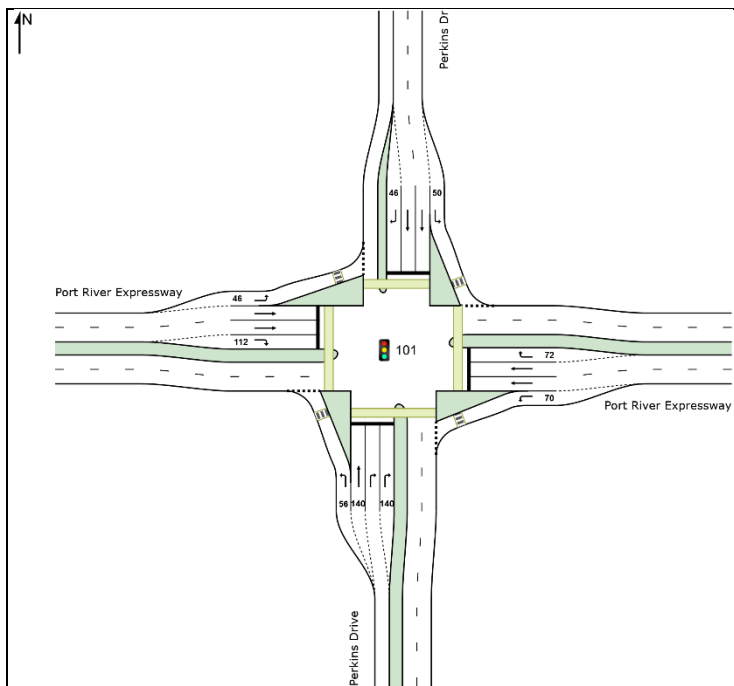 N
Perkins Dr
46
50
Port River Expressway
46
112
101
72
70
Port River Expressway
56
140
140
Perkins Drive